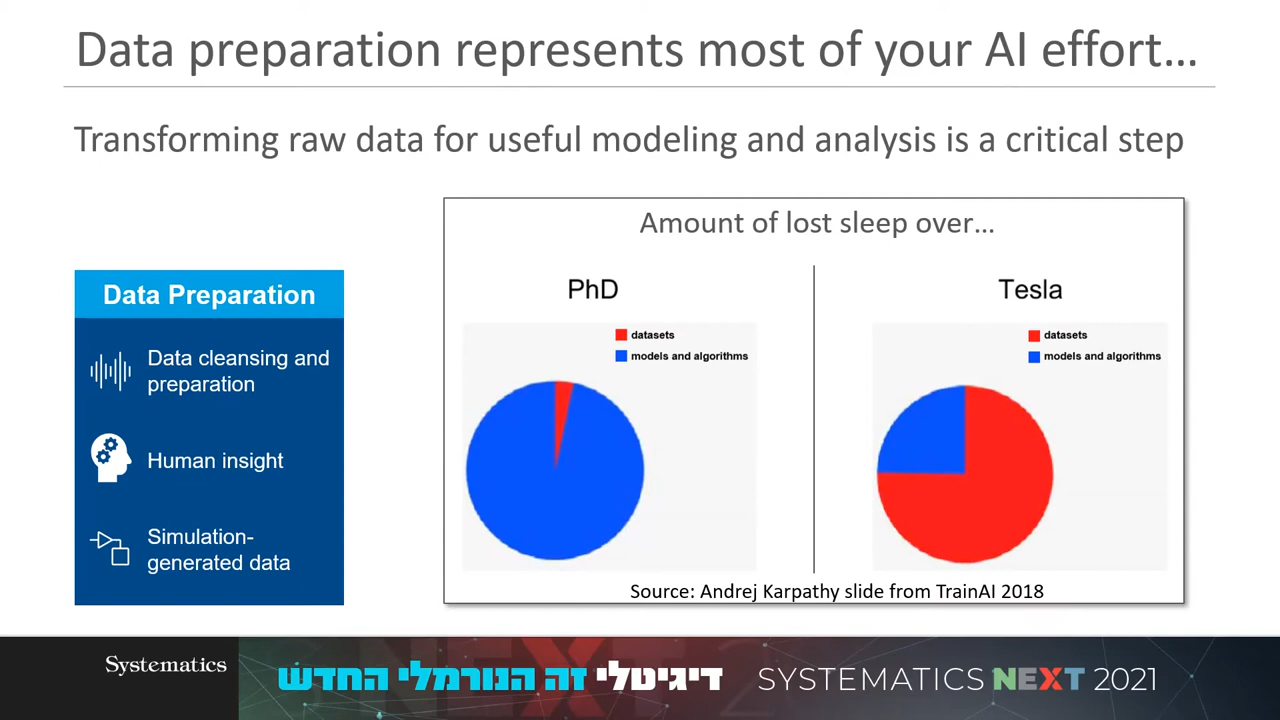 Data preparation represents most of your AI effort...
Transforming raw data for useful modeling and analysis is a critical step
Data Preparation
Data cleansing and
preparation
Human insight
Simulation-
generated data
Amount of lost sleep over...
PhD
datasets
models and algorithms
Tesla
datasets
models and algorithms
Source: Andrej Karpathy slide from TrainAI 2018
Systematics
דיגיטלי זה הנורמלי החדש
SYSTEMATICS NEXT 2021